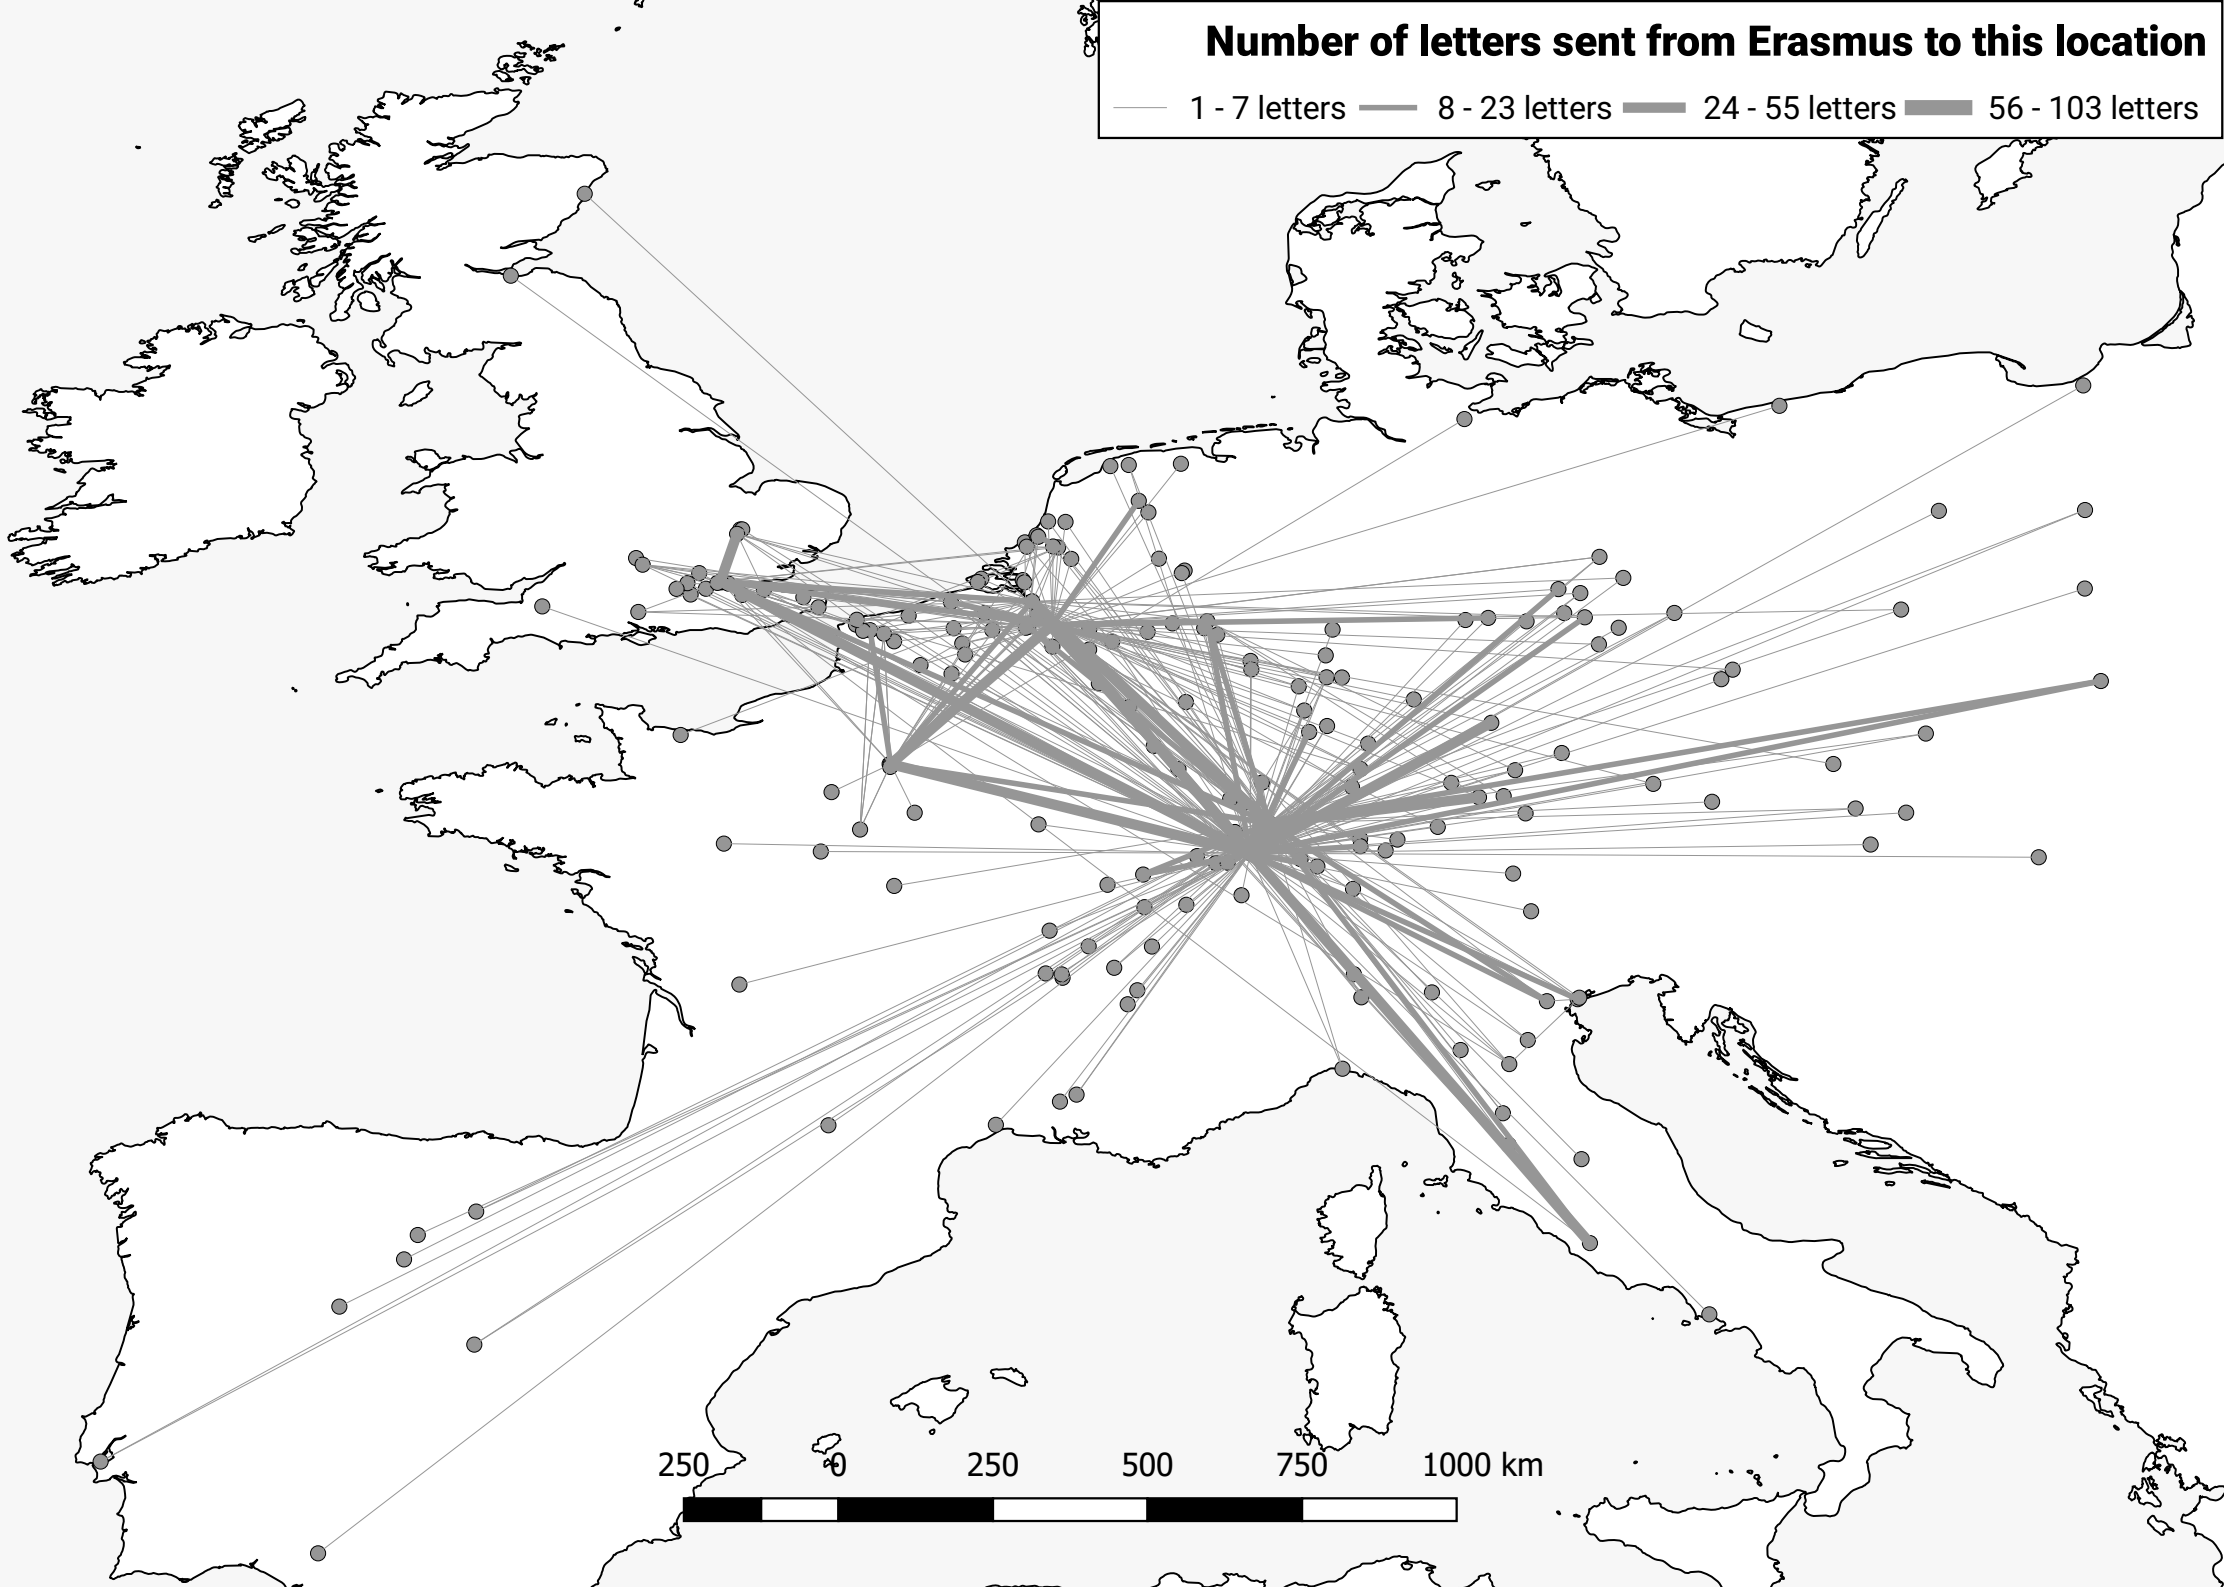 Number of letters sent from Erasmus to this location
1 - 7 letters 8 - 23 letters 24 - 55 letters 56 - 103 letters
250 0 250 500 750 1000 km